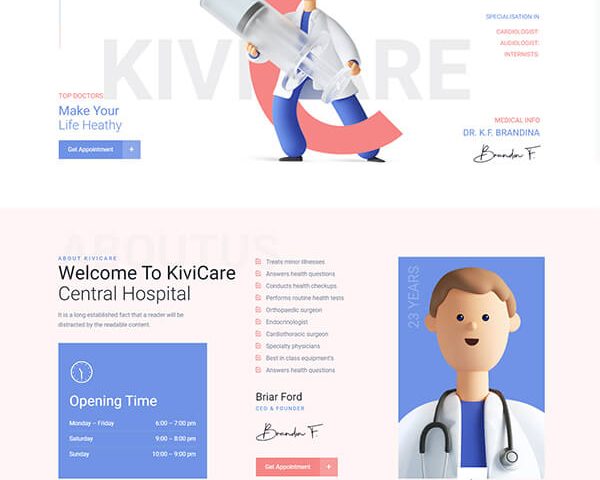 SPECIALISATION IN
CARDIOLOGIST.
AUDIOLOGIST.
INTERNISTS.
KIVICARE
TOP DOCTORS
Make Your
Life Heathy
Get Appointment +
MEDICAL INFO
DR. K.F. BRANDINA
Brandon F.
ABOUTUS
ABOUT KIVICARE
Welcome To KiviCare
Central Hospital
It is a long established fact that a reader will be
distracted by the readable content.
Opening Time
Monday – Friday 6:00 – 7:00 pm
Saturday 9:00 – 8:00 pm
Sunday 10:00 – 9:00 pm
Treats minor illnesses
Answers health questions
Conducts health checkups
Performs routine health tests
Orthopaedic surgeon
Endocrinologist
Cardiothoracic surgeon
Specialty physicians
Best in class equipment's
Answers health questions
Briar Ford
CEO & FOUNDER
Brandon F.
Get Appointment +
23 YEARS